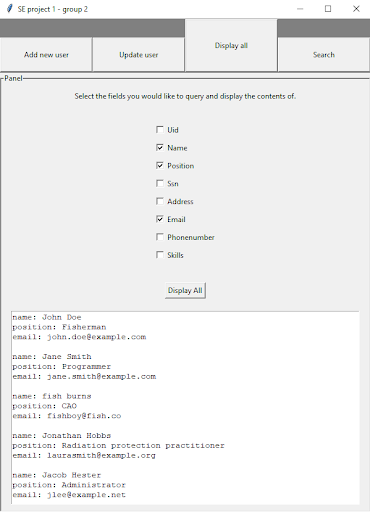 SE project 1 - group 2
Add new user
Update user
Display all
Search
Panel
Select the fields you would like to query and display the contents of.
Uid
Name
Position
Ssn
Address
Email
Phonenumber
Skills
Display All
name: John Doe
position: Fisherman
email: john.doe@example.com
name: Jane Smith
position: Programmer
email: jane.smith@example.com
name: fish burns
position: CAO
email: fishboy@fish.co
name: Jonathan Hobbs
position: Radiation protection practitioner
email: laurasmith@example.org
name: Jacob Hester
position: Administrator
email: jlee@example.net